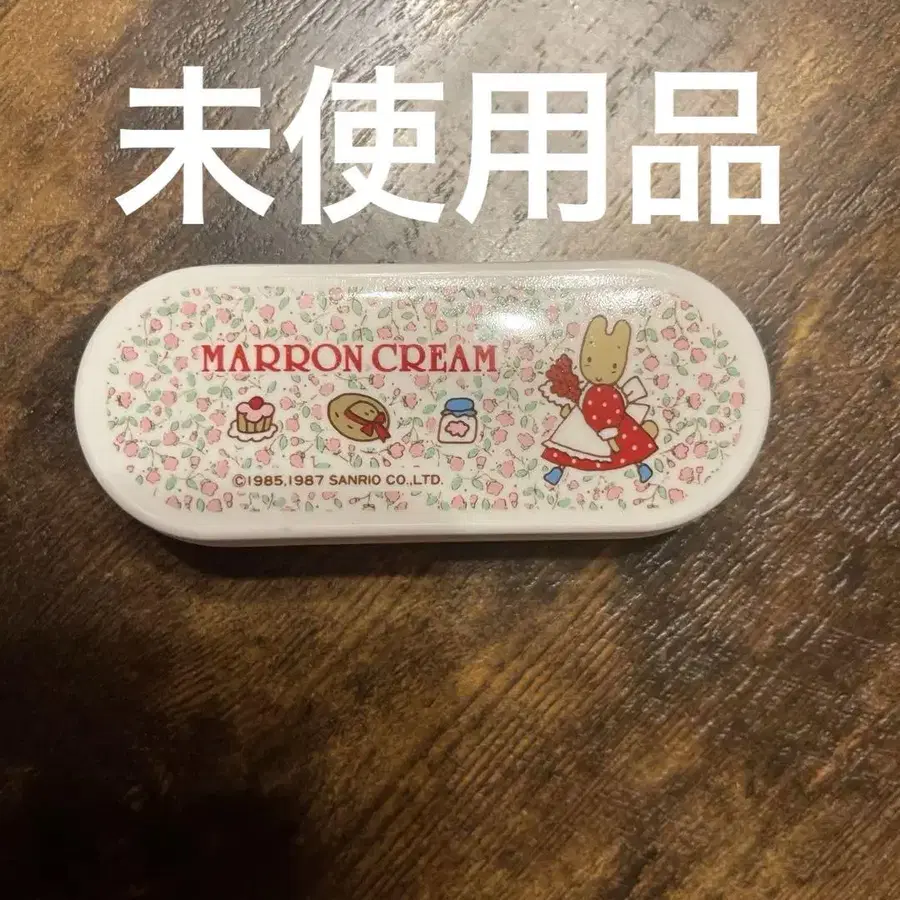 未使用品
MARRON CREAM
©1985,1987 SANRIO CO.,LTD.